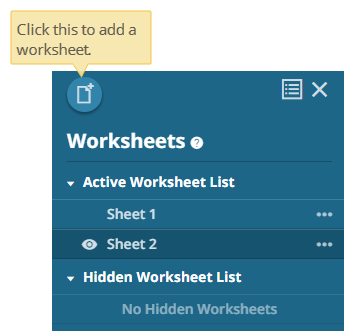 Click this to add a
worksheet.
Worksheets ?
Active Worksheet List
Sheet 1
Sheet 2
Hidden Worksheet List
No Hidden Worksheets